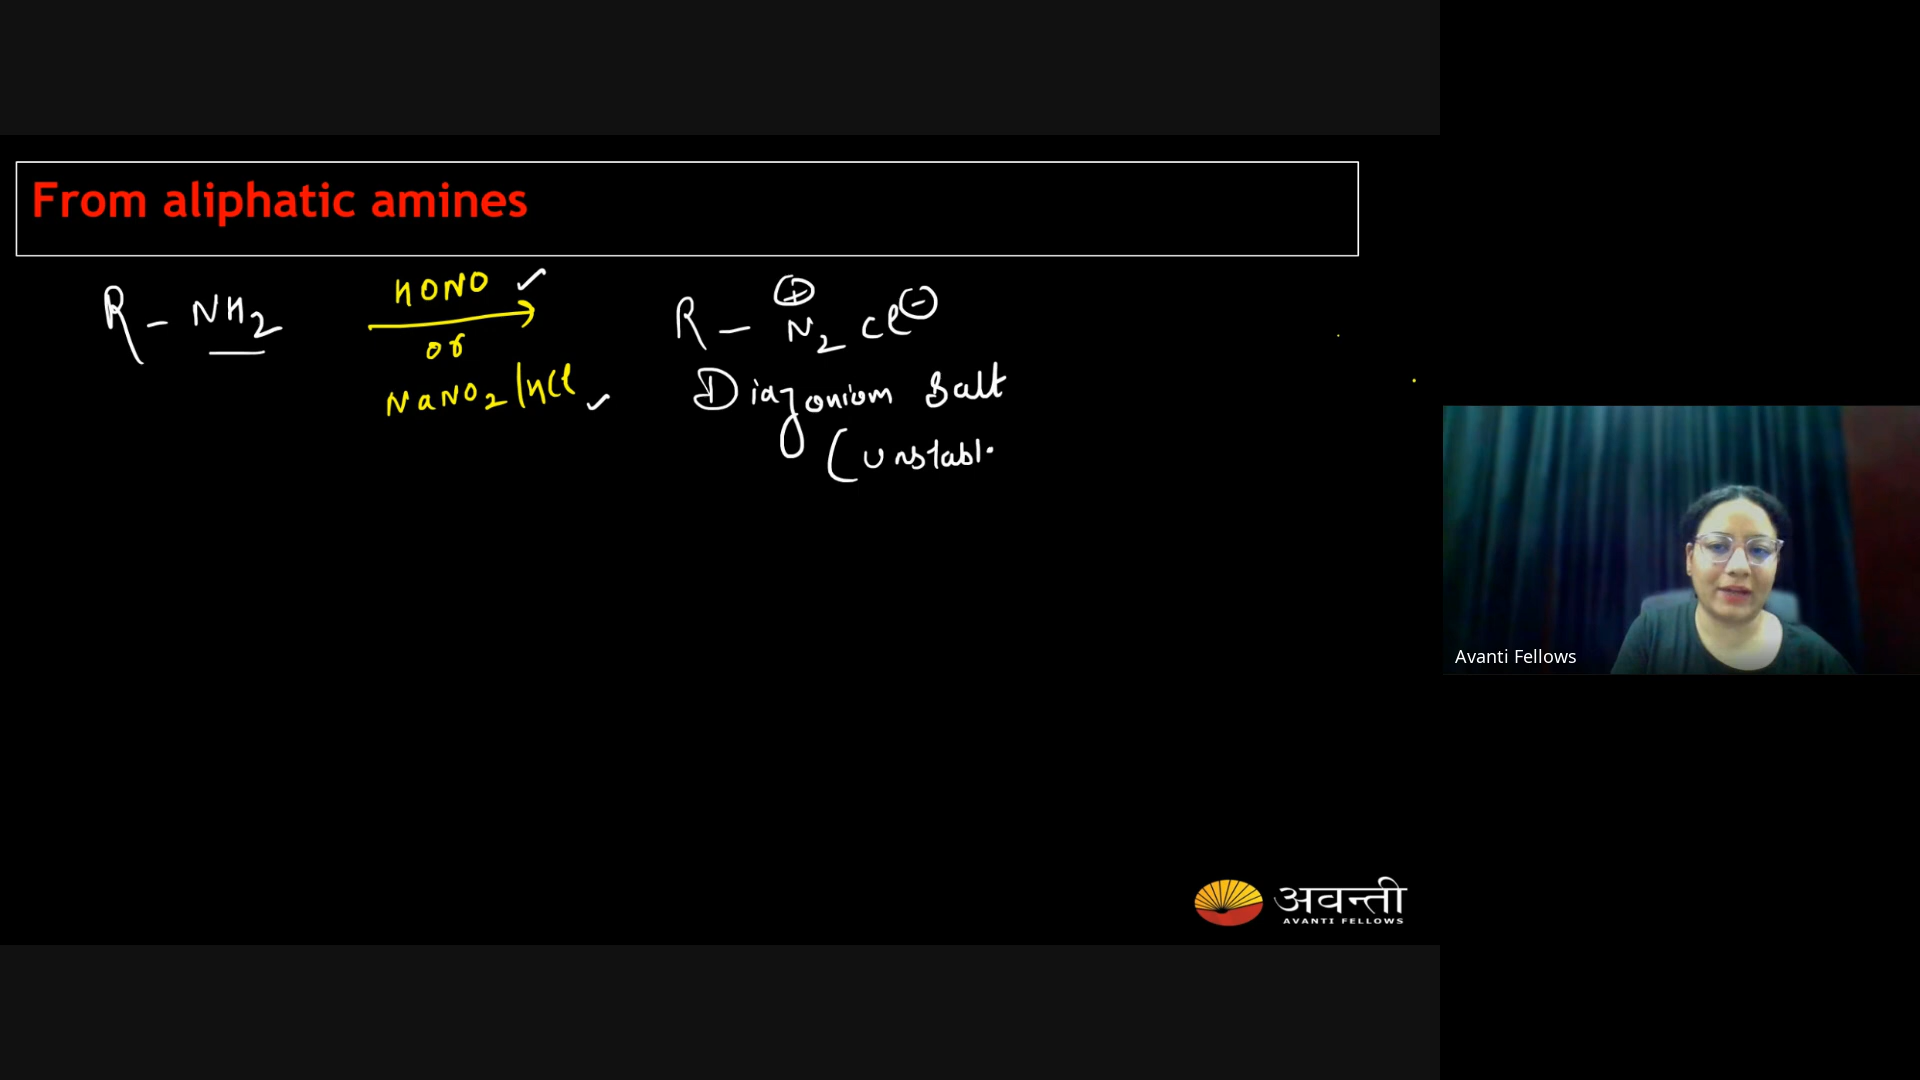 From aliphatic amines
R - NH2 HONO R - N2 Cl
⊕ ⊖
or
NaNO2/HCl Diazonium Salt
(Unstabl
Avanti Fellows
अवन्ती
AVANTI FELLOWS